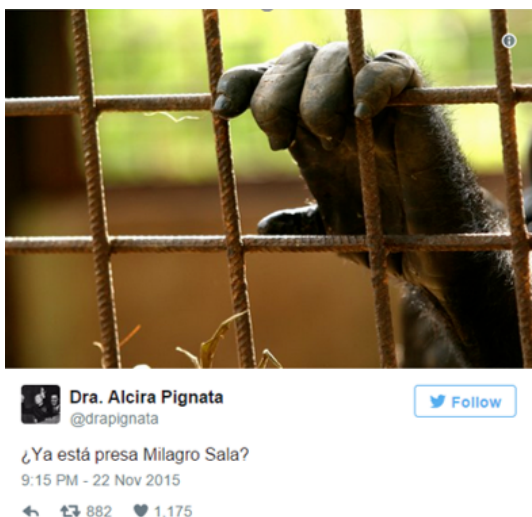 Dra. Alcira Pignata
@drapignata
Follow
¿Ya está presa Milagro Sala?
9:15 PM - 22 Nov 2015
882 1.175